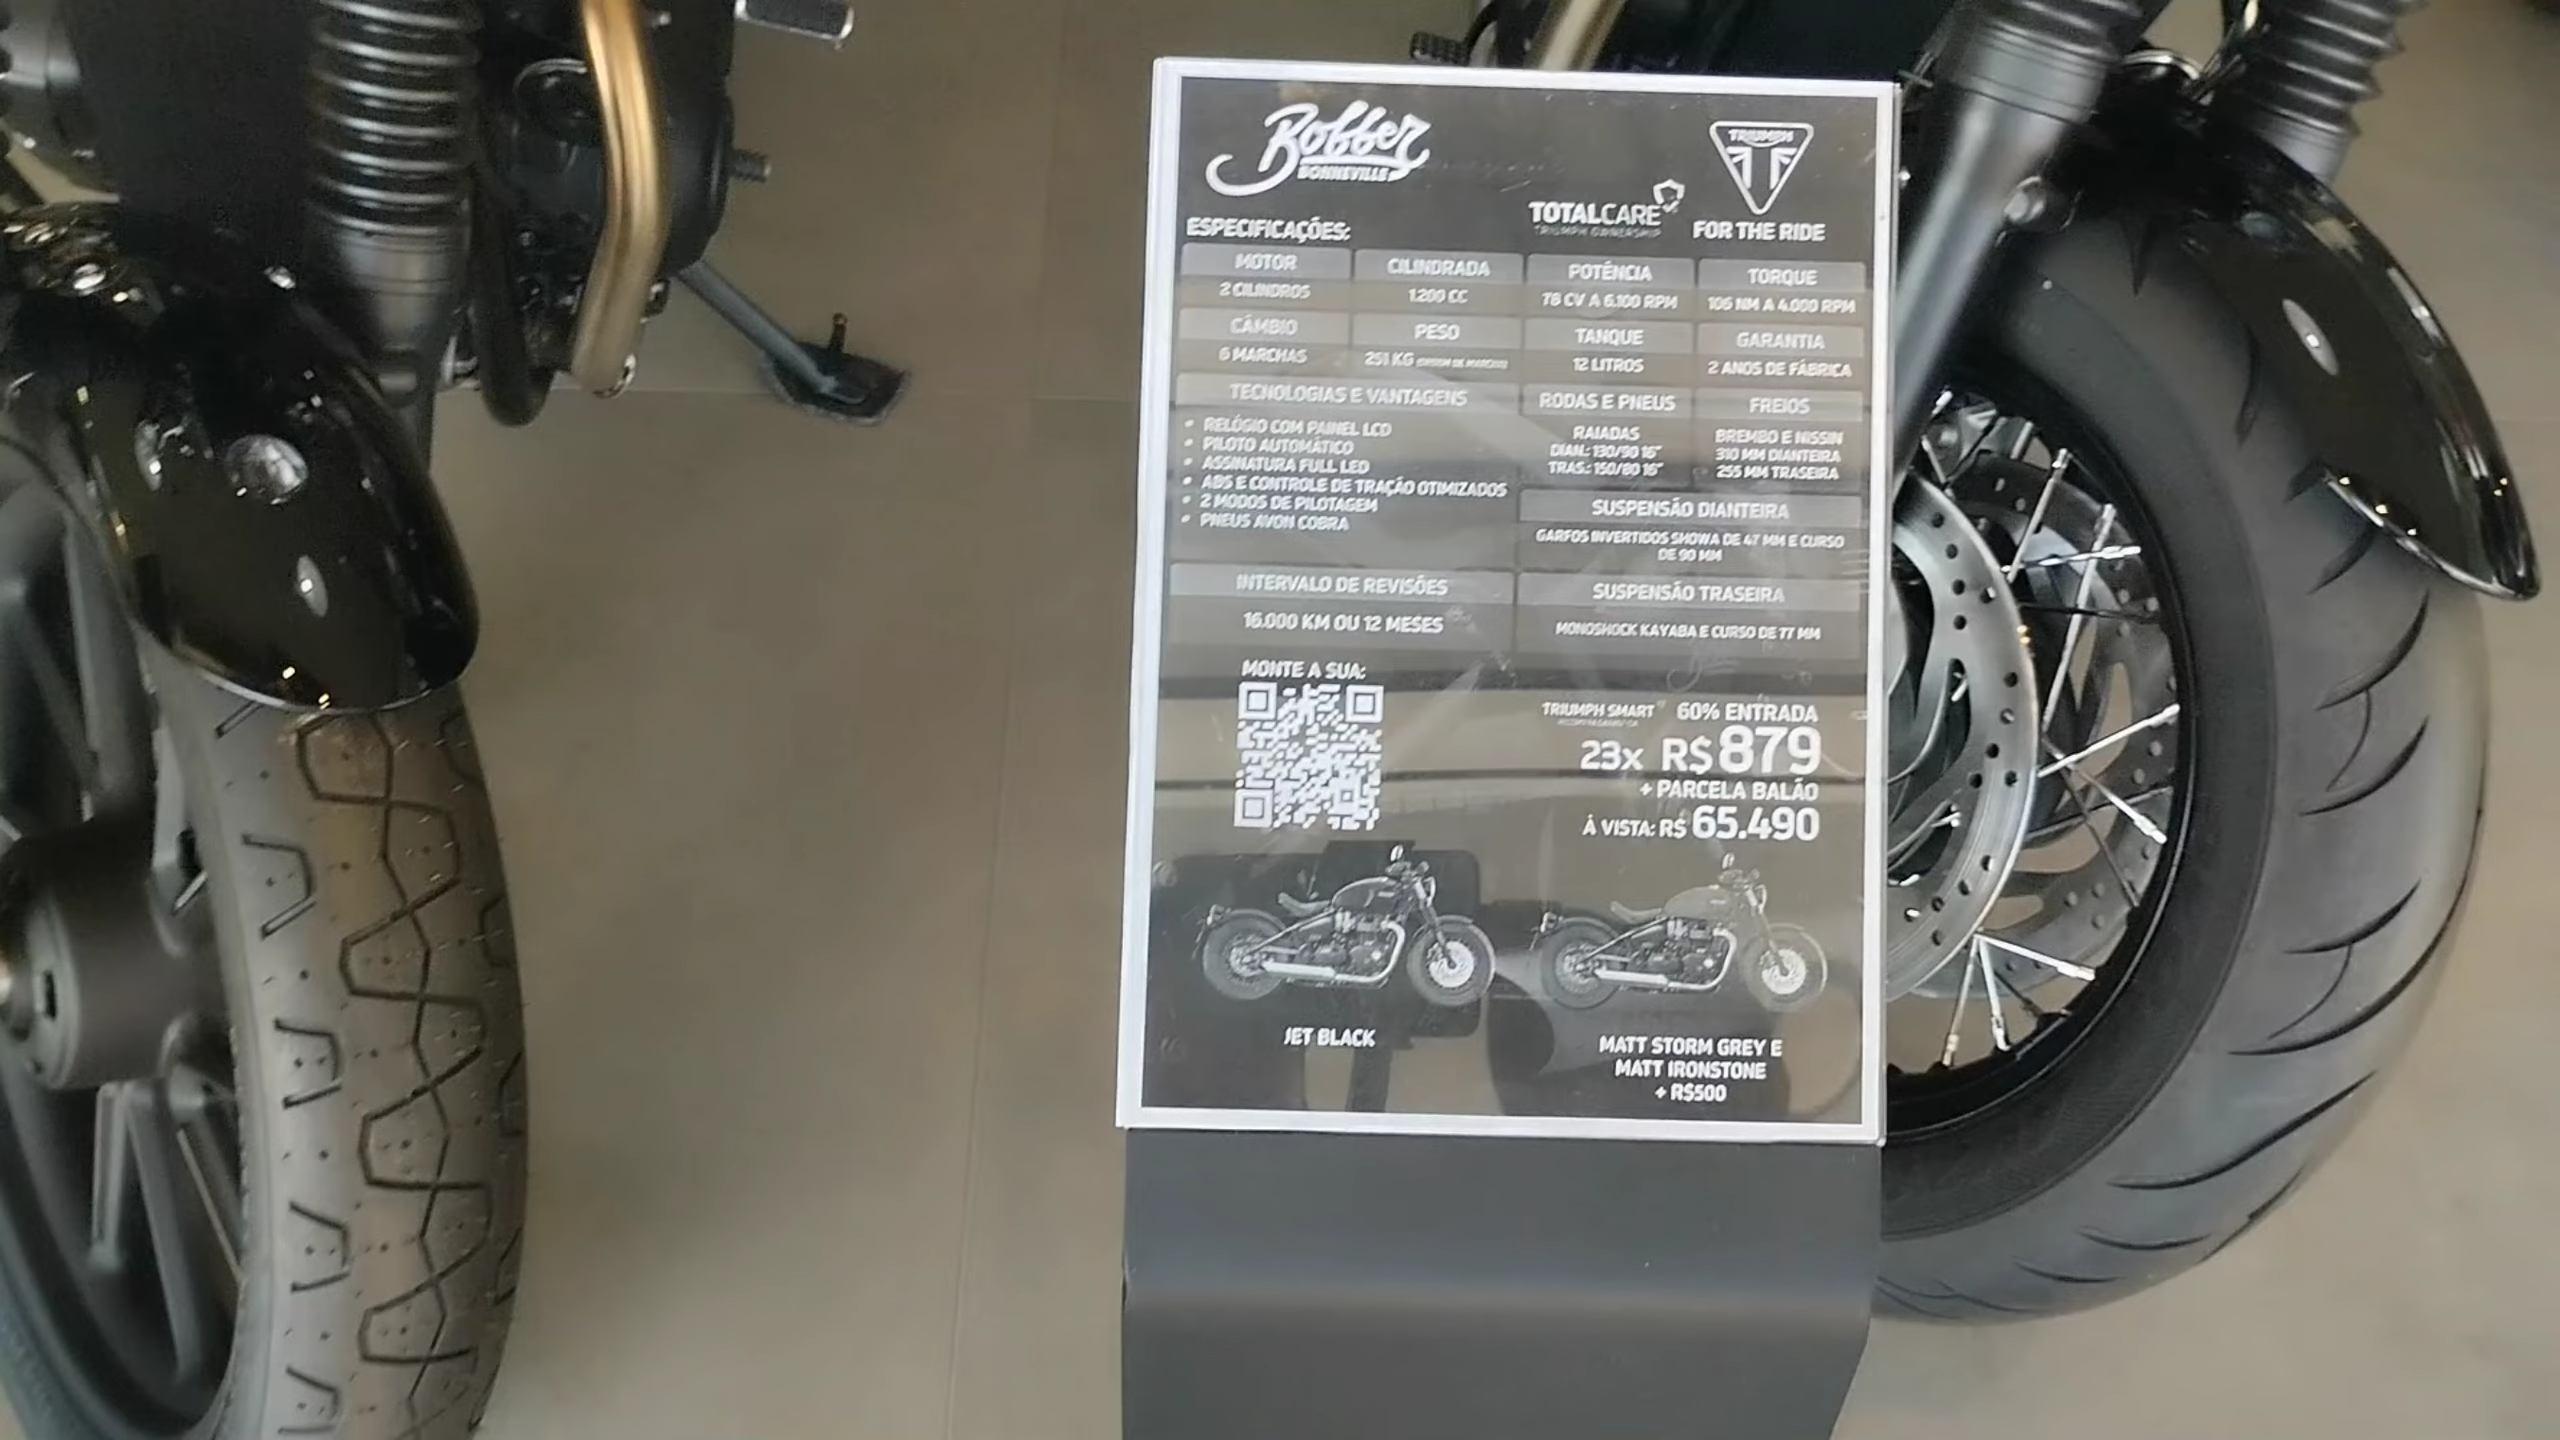 Bobber
BONNEVILLE
TRIUMPH
TOTALCARE
TRIUMPH OWNERSHIP
FOR THE RIDE
ESPECIFICAÇÕES:
MOTOR
2 CILINDROS
CILINDRADA
1.200 CC
POTÊNCIA
78 CV A 6.100 RPM
TORQUE
106 NM A 4.000 RPM
CÂMBIO
6 MARCHAS
PESO
251 KG
TANQUE
12 LITROS
GARANTIA
2 ANOS DE FÁBRICA
TECNOLOGIAS E VANTAGENS
• RELÓGIO COM PAINEL LCD
• PILOTO AUTOMÁTICO
• ASSINATURA FULL LED
• ABS E CONTROLE DE TRAÇÃO OTIMIZADOS
• 2 MODOS DE PILOTAGEM
• PNEUS AVON COBRA
RODAS E PNEUS
RAIADAS
DIAN.: 130/90 16"
TRAS.: 150/80 16"
FREIOS
BREMBO E NISSIN
310 MM DIANTEIRA
255 MM TRASEIRA
SUSPENSÃO DIANTEIRA
GARFOS INVERTIDOS SHOWA DE 47 MM E CURSO
DE 90 MM
INTERVALO DE REVISÕES
16.000 KM OU 12 MESES
SUSPENSÃO TRASEIRA
MONOSHOCK KAYABA E CURSO DE 77 MM
MONTE A SUA:
TRIUMPH SMART 60% ENTRADA
23x R$ 879
+ PARCELA BALÃO
À VISTA: R$ 65.490
JET BLACK
MATT STORM GREY E
MATT IRONSTONE
+ R$500